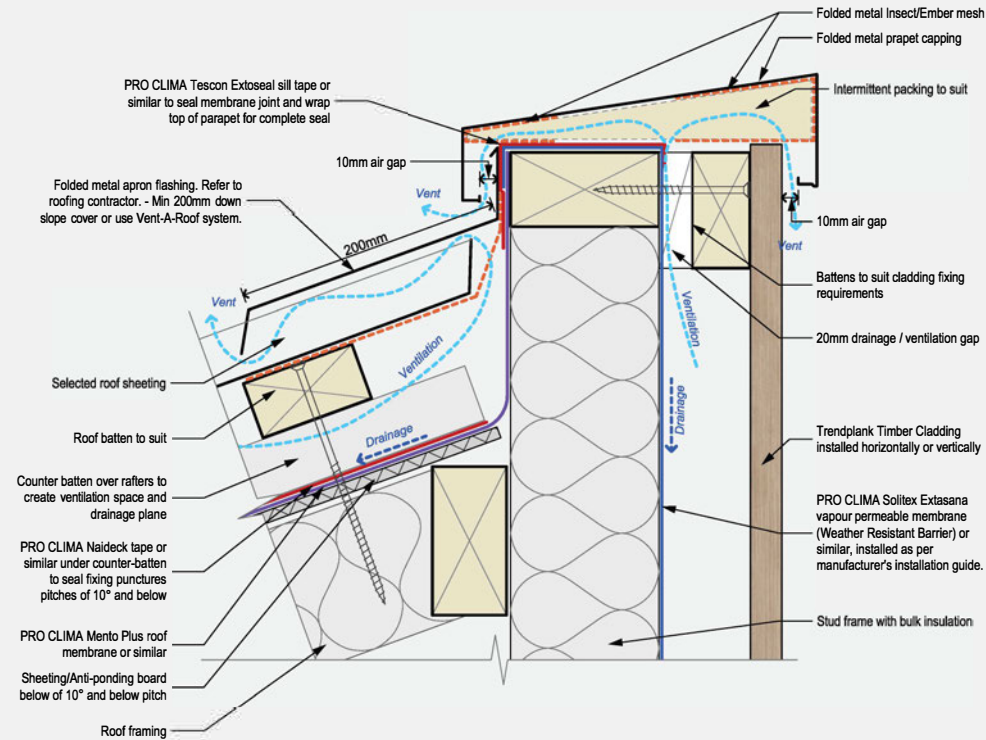 Folded metal Insect/Ember mesh
Folded metal prapet capping
PRO CLIMA Tescon Extoseal sill tape or
similar to seal membrane joint and wrap
top of parapet for complete seal
Intermittent packing to suit
10mm air gap
Vent
Folded metal apron flashing. Refer to
roofing contractor. - Min 200mm down
slope cover or use Vent-A-Roof system.
200mm
10mm air gap
Vent
Vent
Battens to suit cladding fixing
requirements
Ventilation
Ventilation
20mm drainage / ventilation gap
Selected roof sheeting
Roof batten to suit
Drainage
Drainage
Trendplank Timber Cladding
installed horizontally or vertically
Counter batten over rafters to
create ventilation space and
drainage plane
PRO CLIMA Solitex Extasana
vapour permeable membrane
(Weather Resistant Barrier) or
similar, installed as per
manufacturer's installation guide.
PRO CLIMA Naideck tape or
similar under counter-batten
to seal fixing punctures
pitches of 10° and below
PRO CLIMA Mento Plus roof
membrane or similar
Stud frame with bulk insulation
Sheeting/Anti-ponding board
below of 10° and below pitch
Roof framing